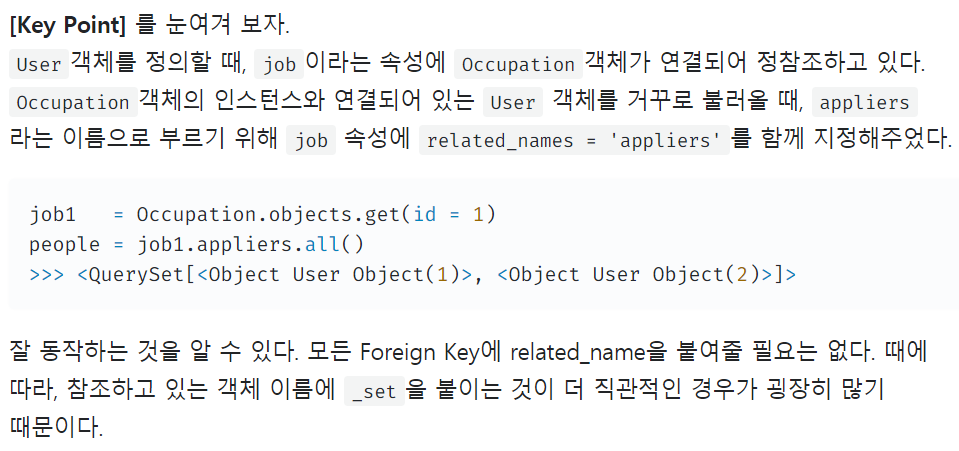 [Key Point] 를 눈여겨 보자.
User 객체를 정의할 때, job 이라는 속성에 Occupation 객체가 연결되어 정참조하고 있다.
Occupation 객체의 인스턴스와 연결되어 있는 User 객체를 거꾸로 불러올 때, appliers
라는 이름으로 부르기 위해 job 속성에 related_names = 'appliers' 를 함께 지정해주었다.
job1   = Occupation.objects.get(id = 1)
people = job1.appliers.all()
>>> <QuerySet[<Object User Object(1)>, <Object User Object(2)>]>
잘 동작하는 것을 알 수 있다. 모든 Foreign Key에 related_name을 붙여줄 필요는 없다. 때에
따라, 참조하고 있는 객체 이름에 _set 을 붙이는 것이 더 직관적인 경우가 굉장히 많기
때문이다.